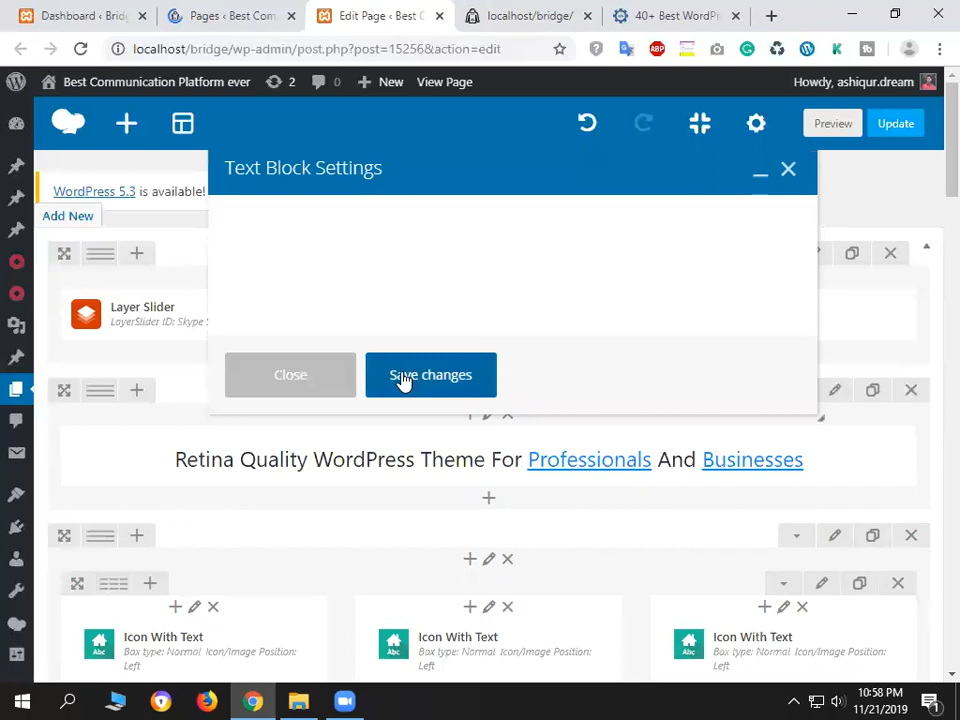 Dashboard ‹ Bridg
Pages ‹ Best Com
Edit Page ‹ Best C
localhost/bridge/
40+ Best WordPr
localhost/bridge/wp-admin/post.php?post=15256&action=edit
Best Communication Platform ever
2
0
New
View Page
Howdy, ashiqur.dream
Preview
Update
Text Block Settings
WordPress 5.3 is available!
Add New
Layer Slider
LayerSlider ID: Skype S
Close
Save changes
Retina Quality WordPress Theme For Professionals And Businesses
Icon With Text
Box type: Normal Icon/Image Position:
Left
Icon With Text
Box type: Normal Icon/Image Position:
Left
Icon With Text
Box type: Normal Icon/Image Position:
Left
10:58 PM
11/21/2019